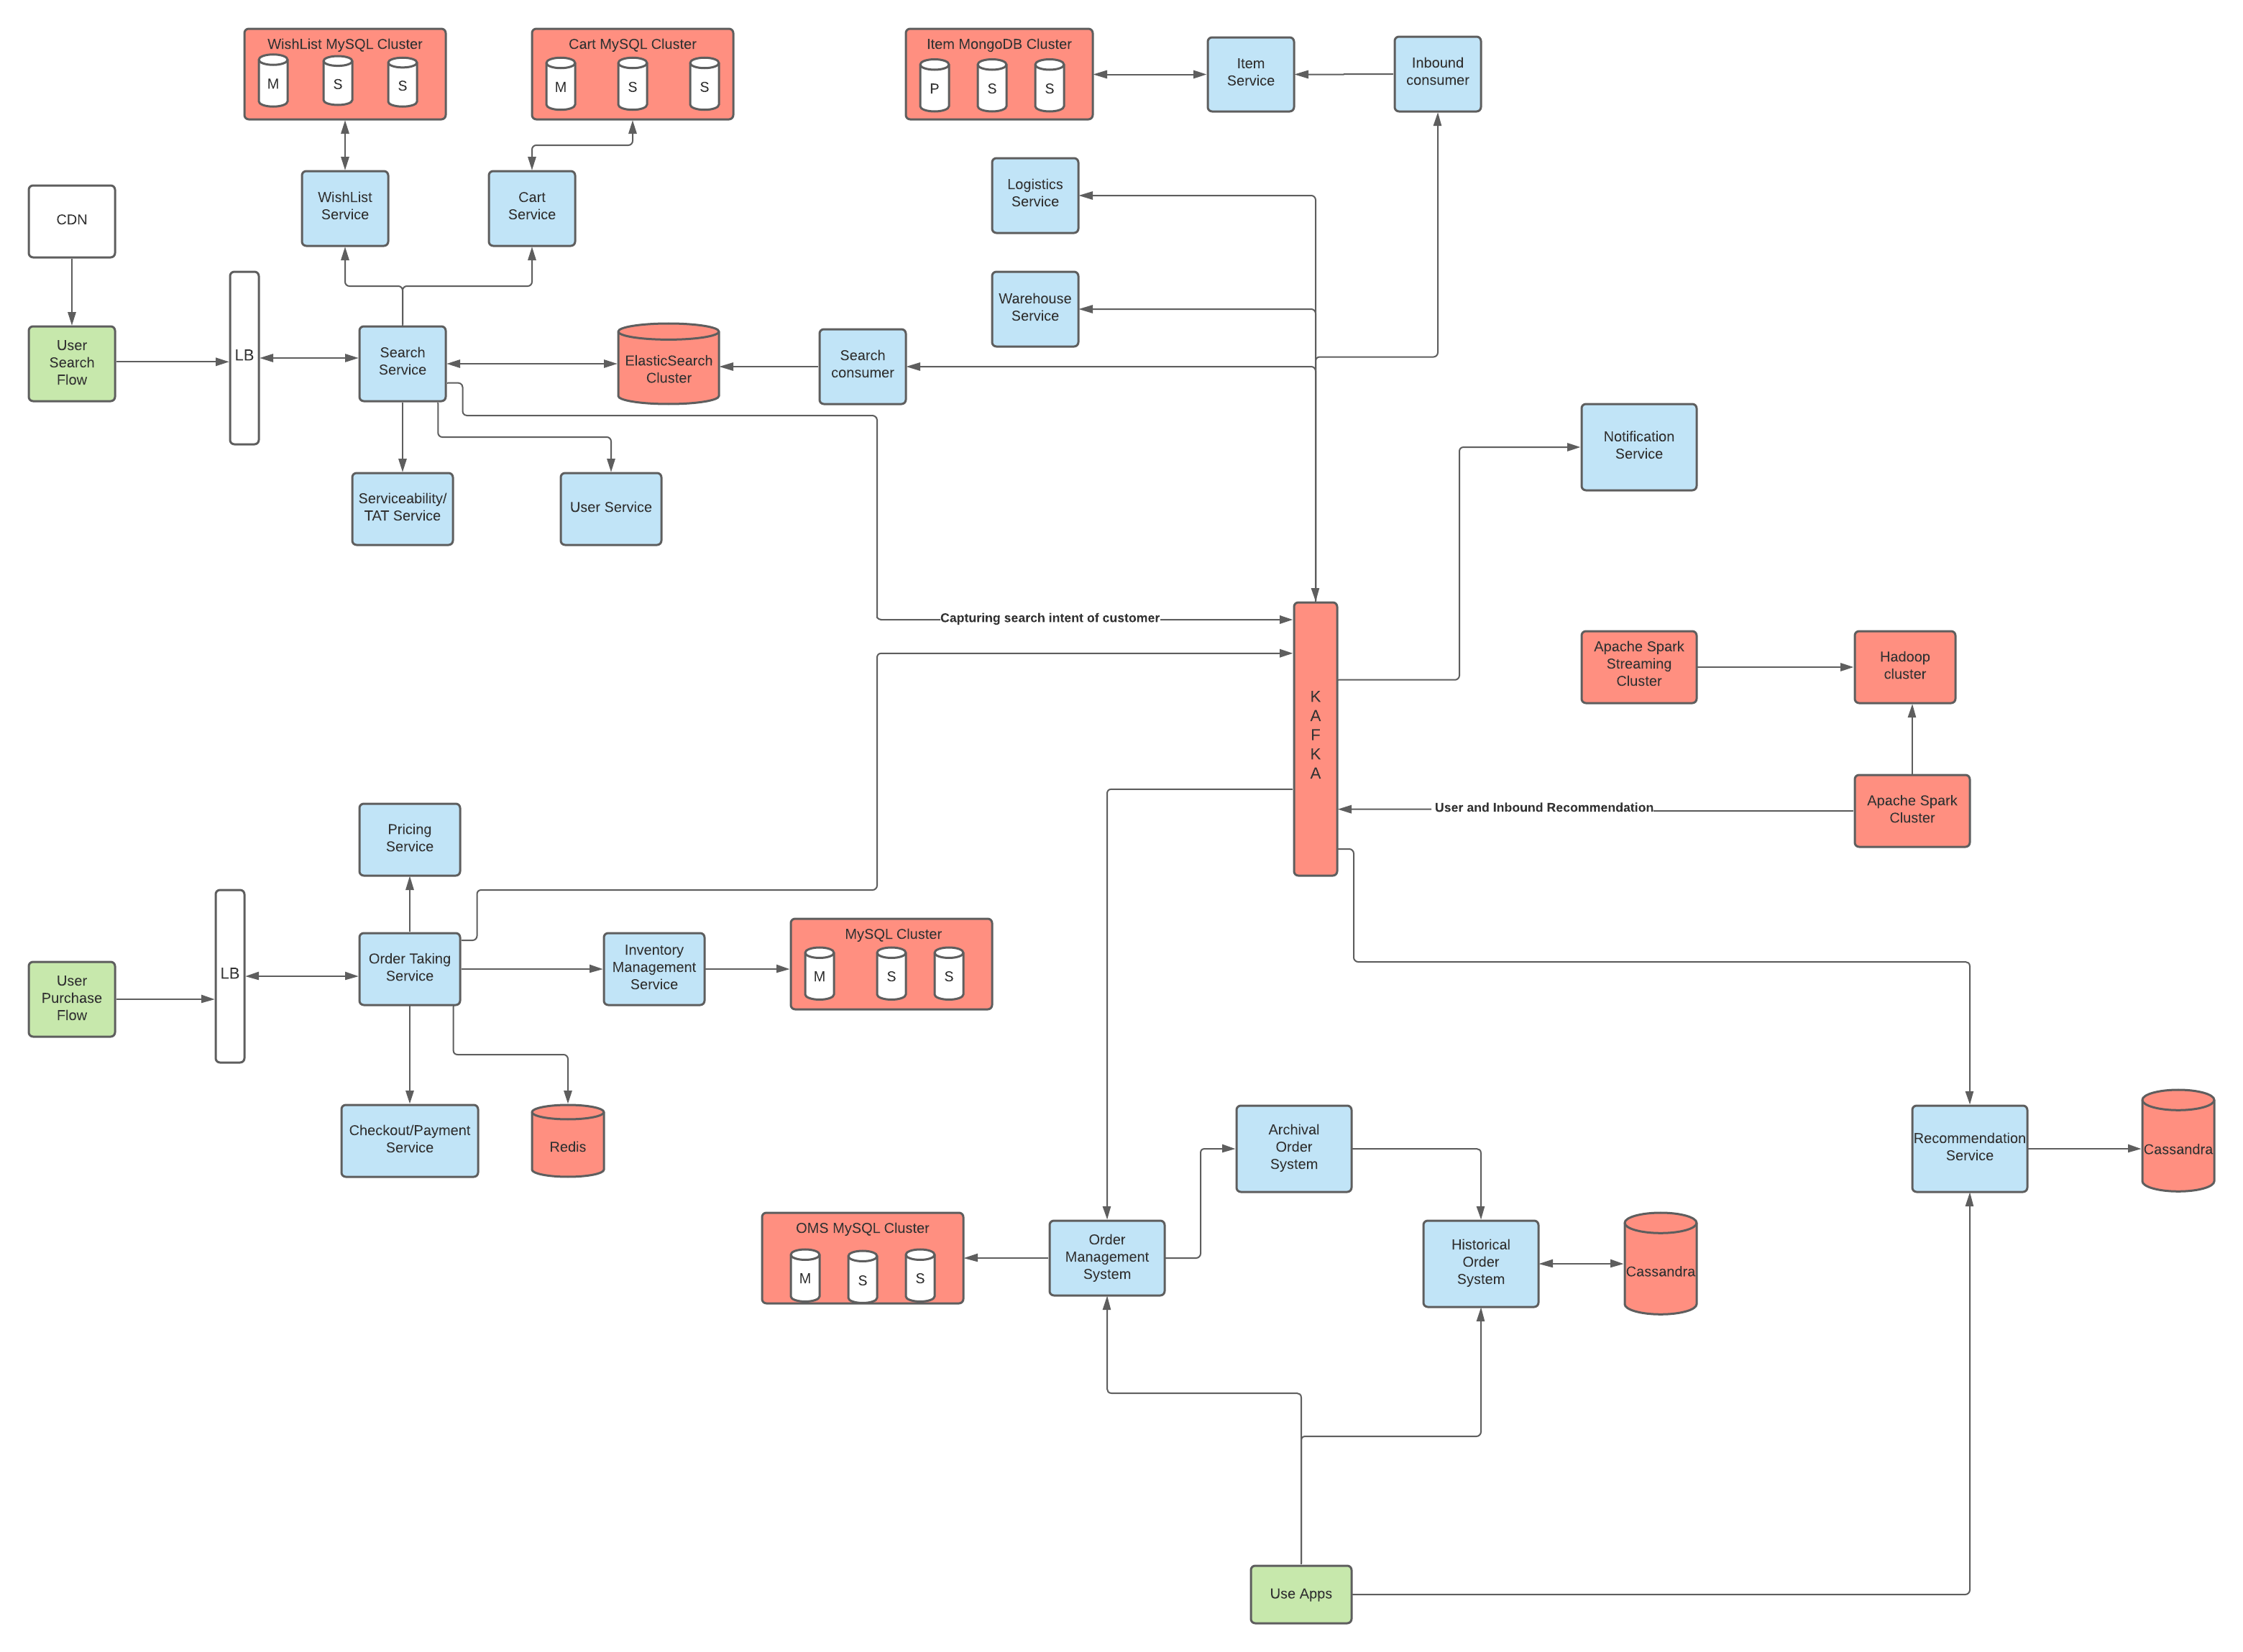 WishList MySQL Cluster
M
S
S
Cart MySQL Cluster
M
S
S
Item MongoDB Cluster
P
S
S
Item
Service
Inbound
consumer
CDN
WishList
Service
Cart
Service
Logistics
Service
Warehouse
Service
User
Search
Flow
LB
Search
Service
ElasticSearch
Cluster
Search
consumer
Notification
Service
Serviceability/
TAT Service
User Service
Capturing search intent of customer
K
A
F
K
A
Apache Spark
Streaming
Cluster
Hadoop
cluster
User and Inbound Recommendation
Apache Spark
Cluster
Pricing
Service
User
Purchase
Flow
LB
Order Taking
Service
Inventory
Management
Service
MySQL Cluster
M
S
S
Checkout/Payment
Service
Redis
Archival
Order
System
Recommendation
Service
Cassandra
OMS MySQL Cluster
M
S
S
Order
Management
System
Historical
Order
System
Cassandra
Use Apps